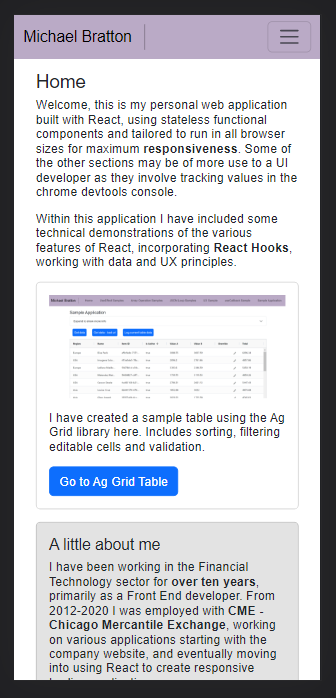 Michael Bratton
Home
Welcome, this is my personal web application
built with React, using stateless functional
components and tailored to run in all browser
sizes for maximum responsiveness. Some of
the other sections may be of more use to a UI
developer as they involve tracking values in the
chrome devtools console.
Within this application I have included some
technical demonstrations of the various
features of React, incorporating React Hooks,
working with data and UX principles.
Michael Bratton
Sample Application
I have created a sample table using the Ag
Grid library here. Includes sorting, filtering
editable cells and validation.
Go to Ag Grid Table
A little about me
I have been working in the Financial
Technology sector for over ten years,
primarily as a Front End developer. From
2012-2020 I was employed with CME -
Chicago Mercantile Exchange, working
on various applications starting with the
company website, and eventually moving
into using React to create responsive